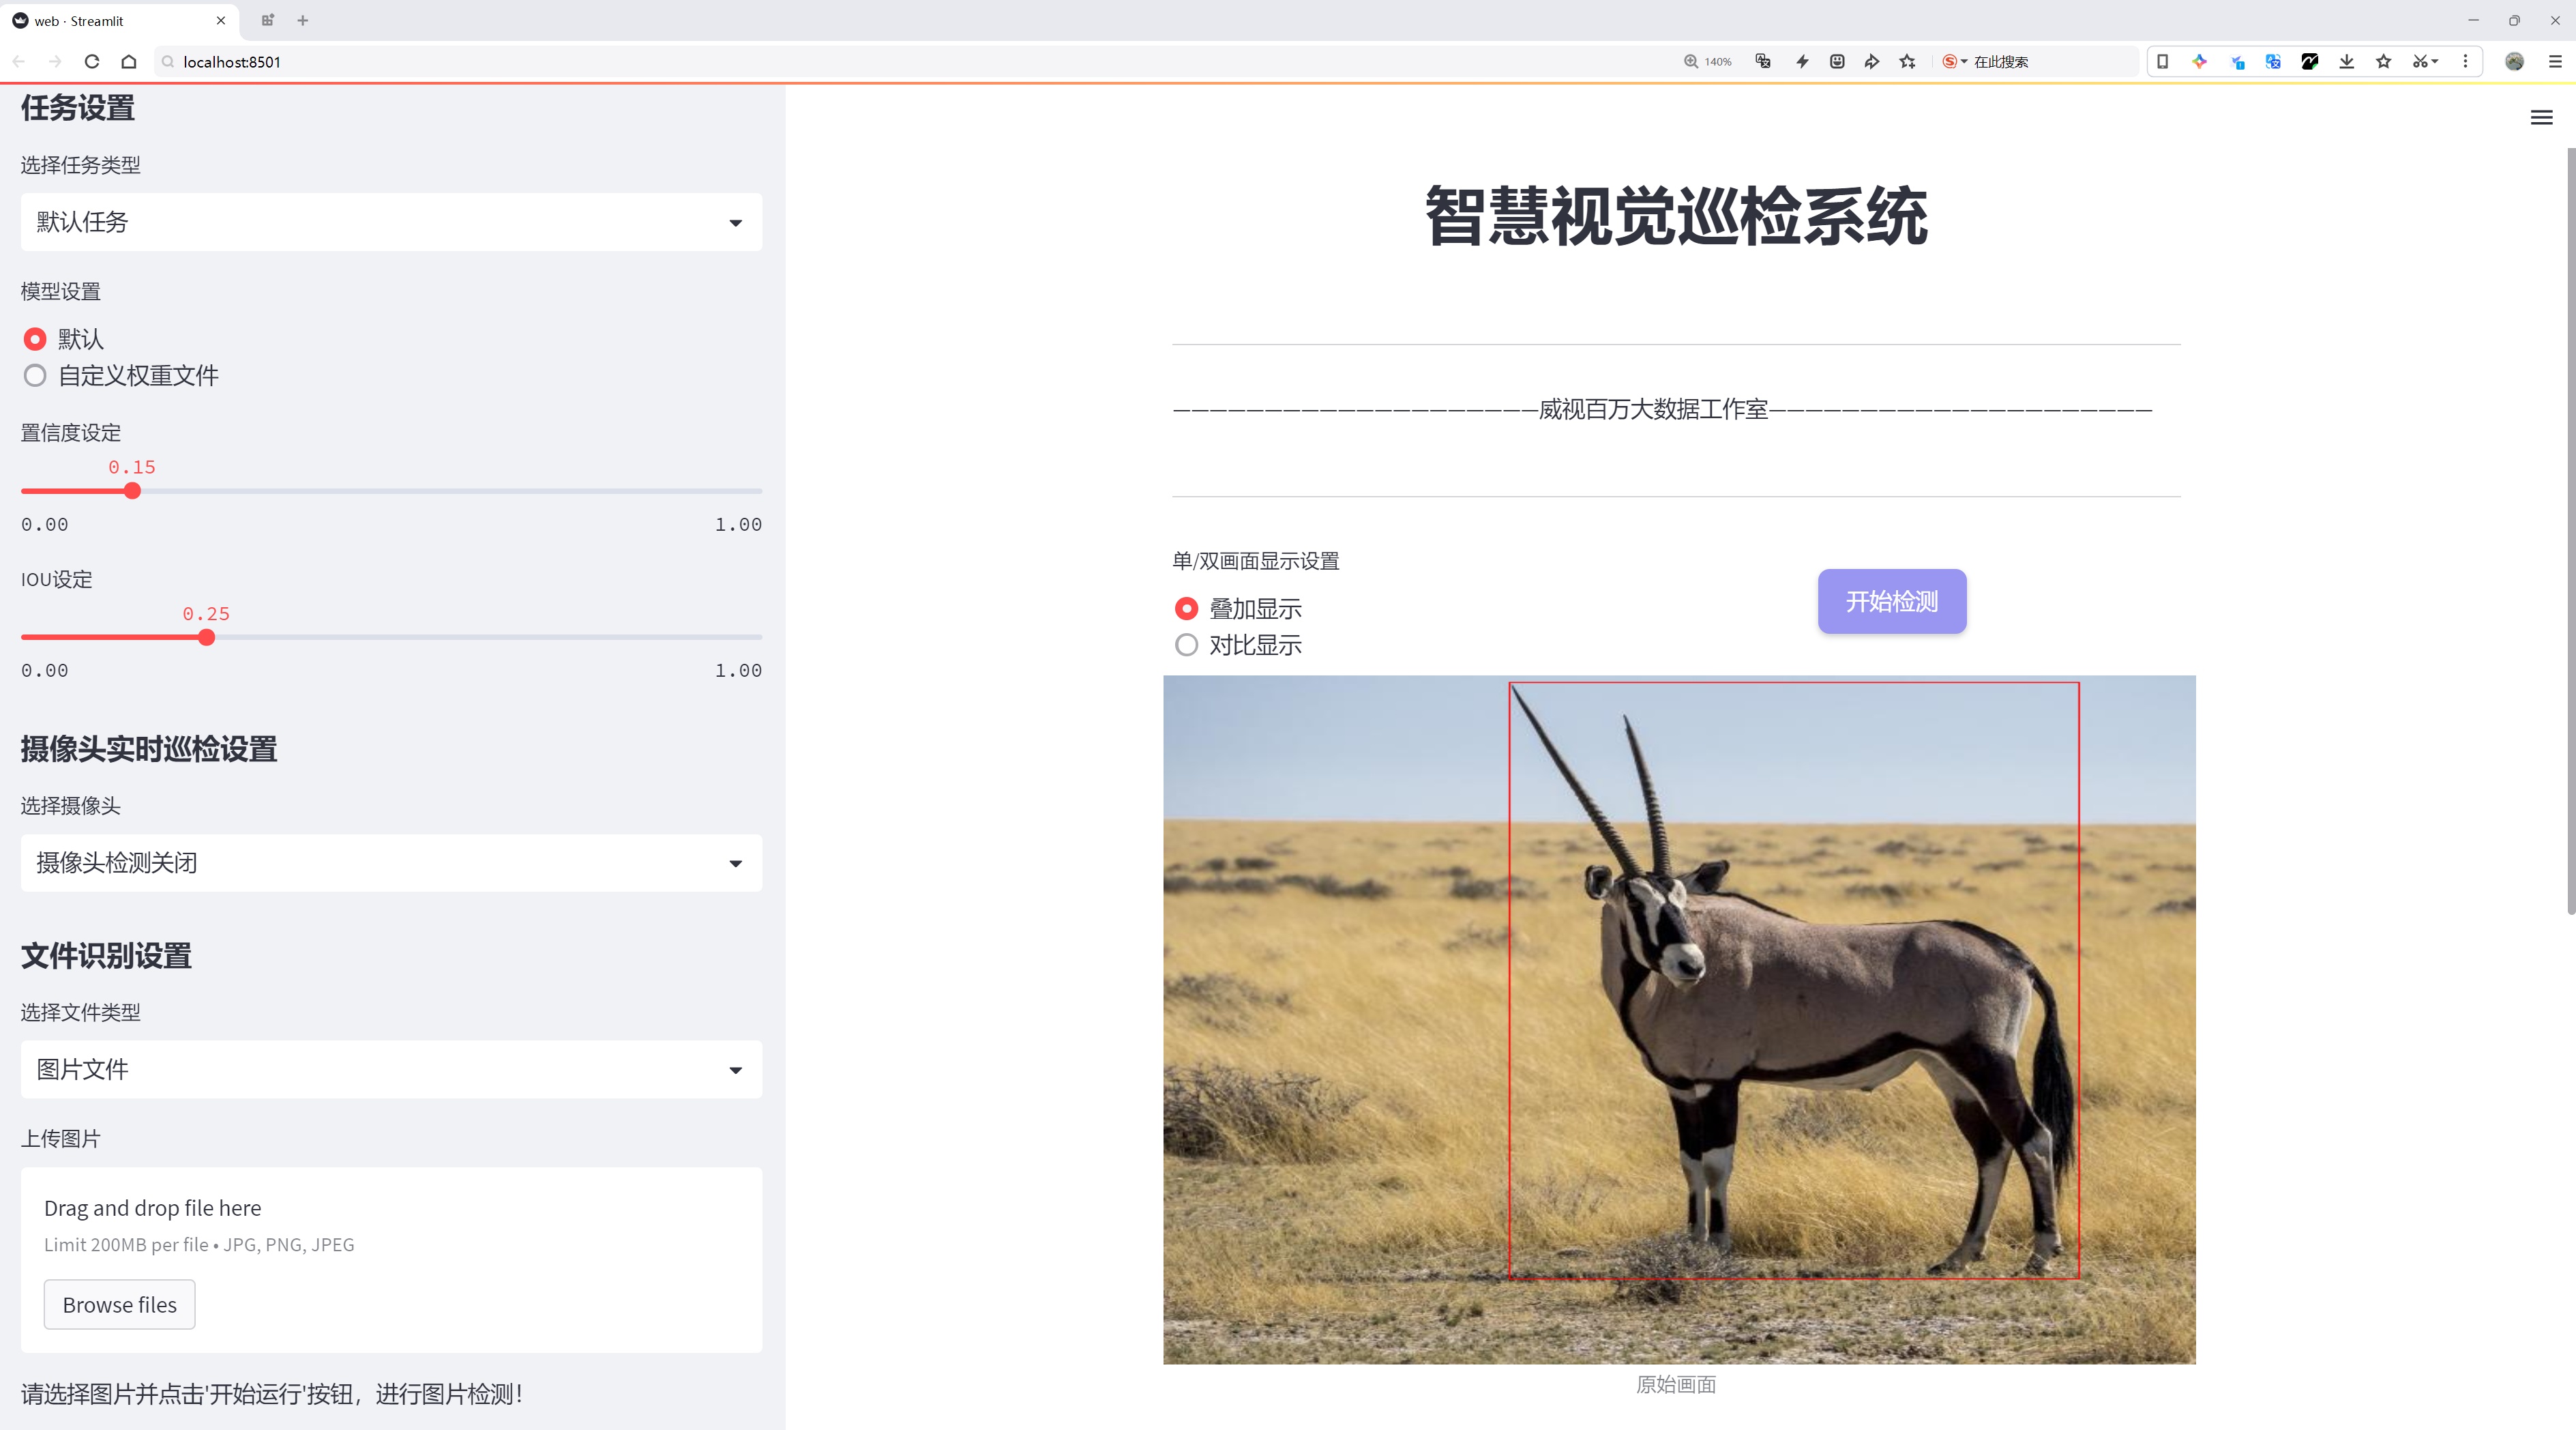 web · Streamlit
localhost:8501
140%
在此搜索
任务设置
选择任务类型
默认任务
模型设置
默认
自定义权重文件
置信度设定
0.15
0.00
1.00
IOU设定
0.25
0.00
1.00
摄像头实时巡检设置
选择摄像头
摄像头检测关闭
文件识别设置
选择文件类型
图片文件
上传图片
Drag and drop file here
Limit 200MB per file • JPG, PNG, JPEG
Browse files
请选择图片并点击'开始运行'按钮，进行图片检测！
智慧视觉巡检系统
—————————————————————威视百万大数据工作室——————————————————————
单/双画面显示设置
叠加显示
对比显示
开始检测
原始画面